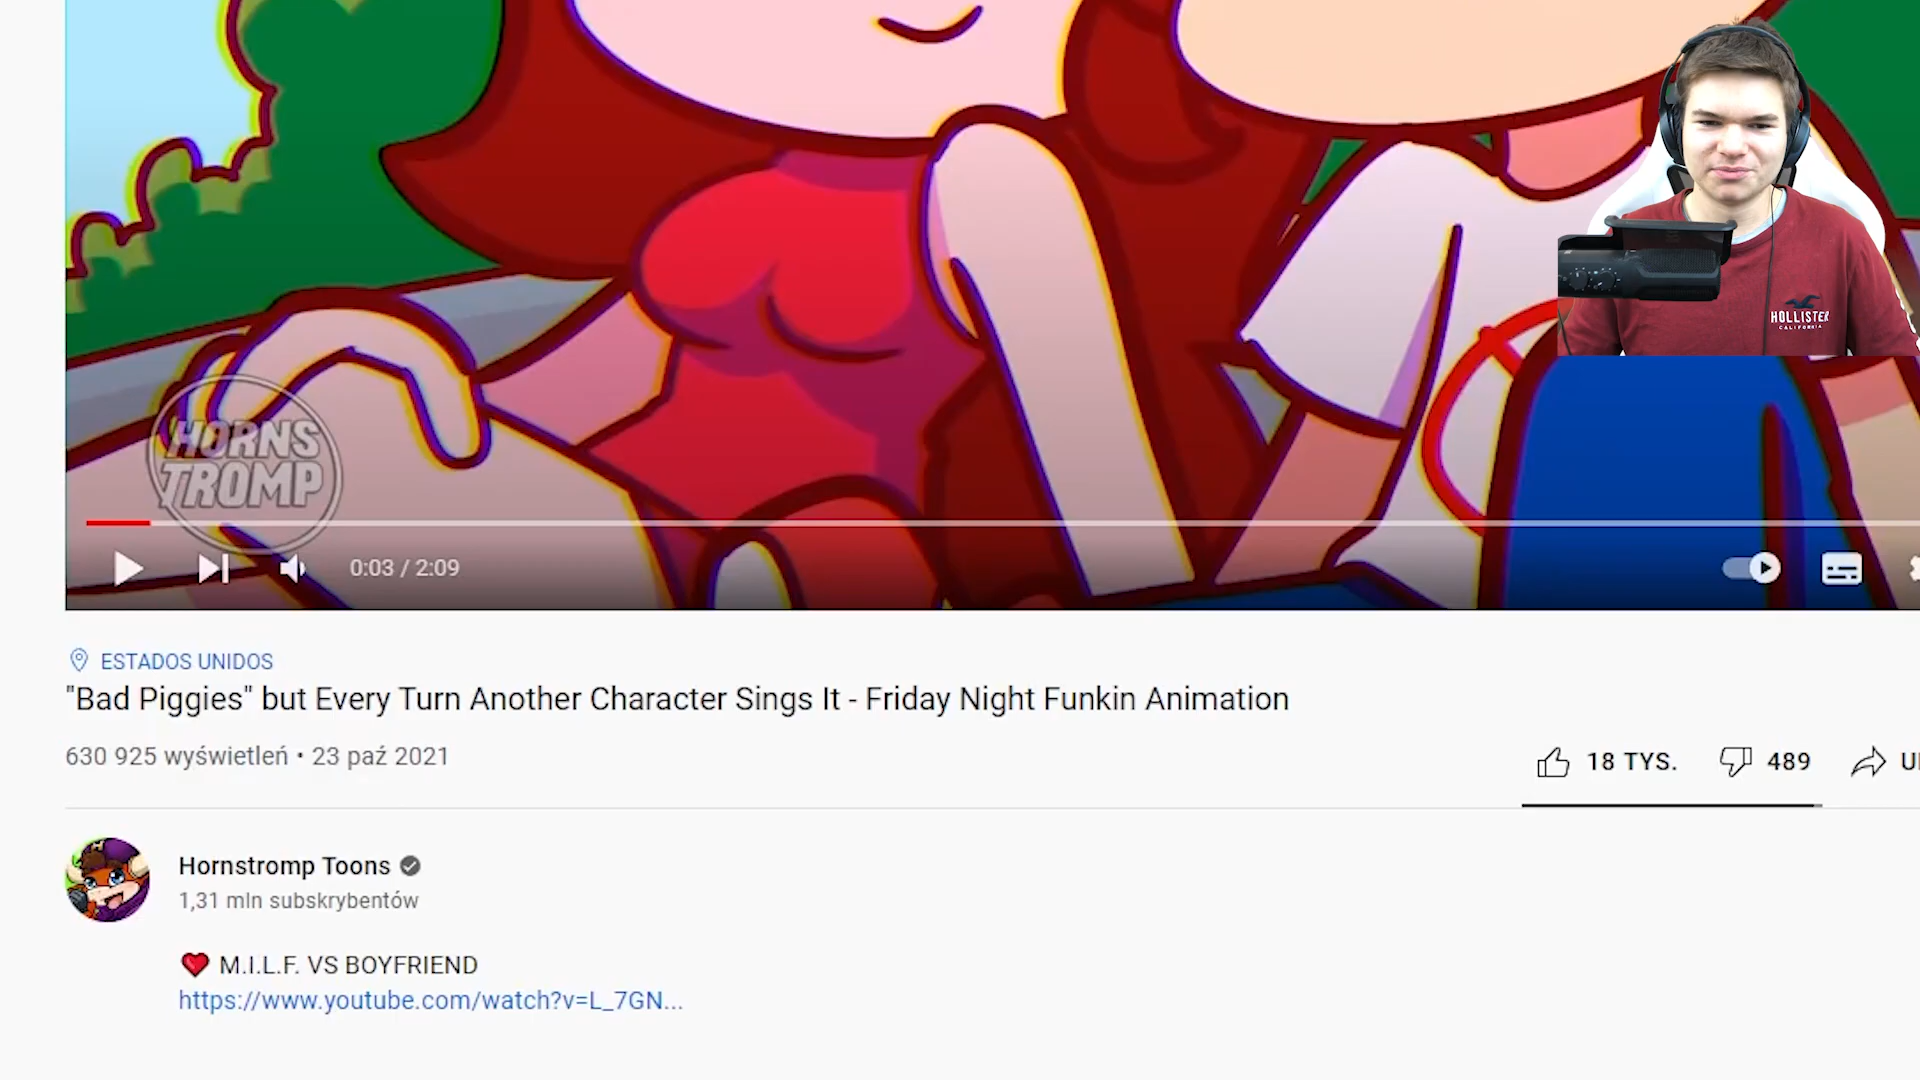 HOLLISTER
CALIFORNIA
HORNS
TROMP
0:03 / 2:09
ESTADOS UNIDOS
"Bad Piggies" but Every Turn Another Character Sings It - Friday Night Funkin Animation
630 925 wyświetleń • 23 paź 2021
18 TYS. 489 U
Hornstromp Toons
1,31 mln subskrybentów
M.I.L.F. VS BOYFRIEND
https://www.youtube.com/watch?v=L_7GN...